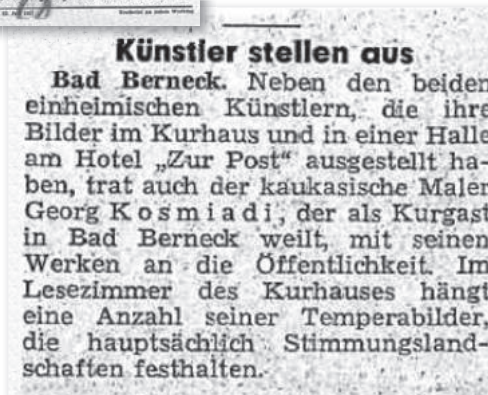 Künstler stellen aus
Bad Berneck. Neben den beiden
einheimischen Künstlern, die ihre
Bilder im Kurhaus und in einer Halle
am Hotel „Zur Post“ ausgestellt ha-
ben, trat auch der kaukasische Maler
Georg Kosmiadi, der als Kurgast
in Bad Berneck weilt, mit seinen
Werken an die Öffentlichkeit. Im
Lesezimmer des Kurhauses hängt
eine Anzahl seiner Temperabilder,
die hauptsächlich Stimmungsland-
schaften festhalten.